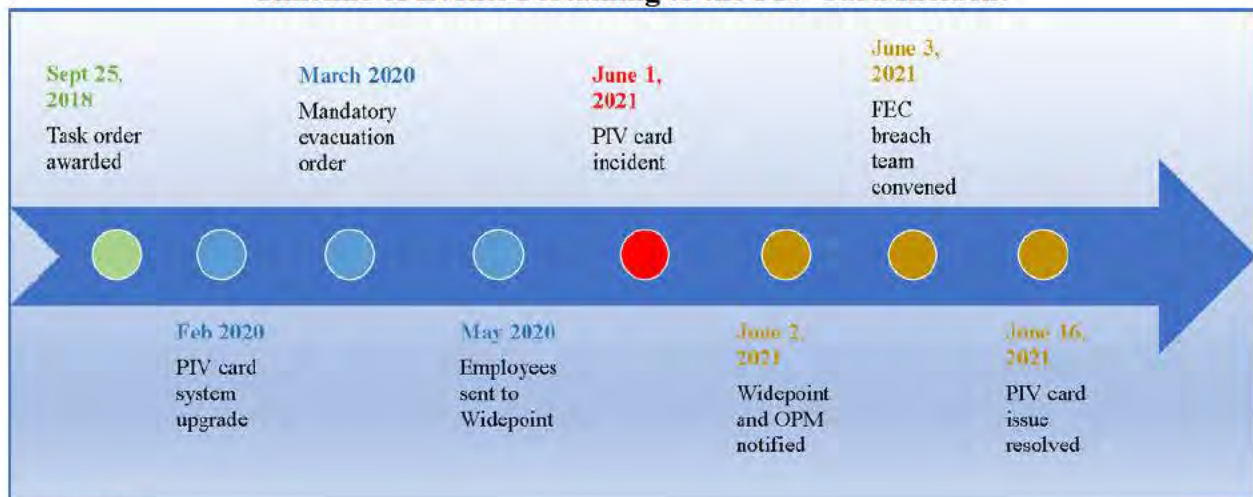 Sept 25,
2018
Task order
awarded
March 2020
Mandatory
evacuation
order
June 1,
2021
PIV card
incident
June 3,
2021
FEC
breach
team
convened
Feb 2020
PIV card
system
upgrade
May 2020
Employees
sent to
Widepoint
June 2,
2021
Widepoint
and OPM
notified
June 16,
2021
PIV card
issue
resolved